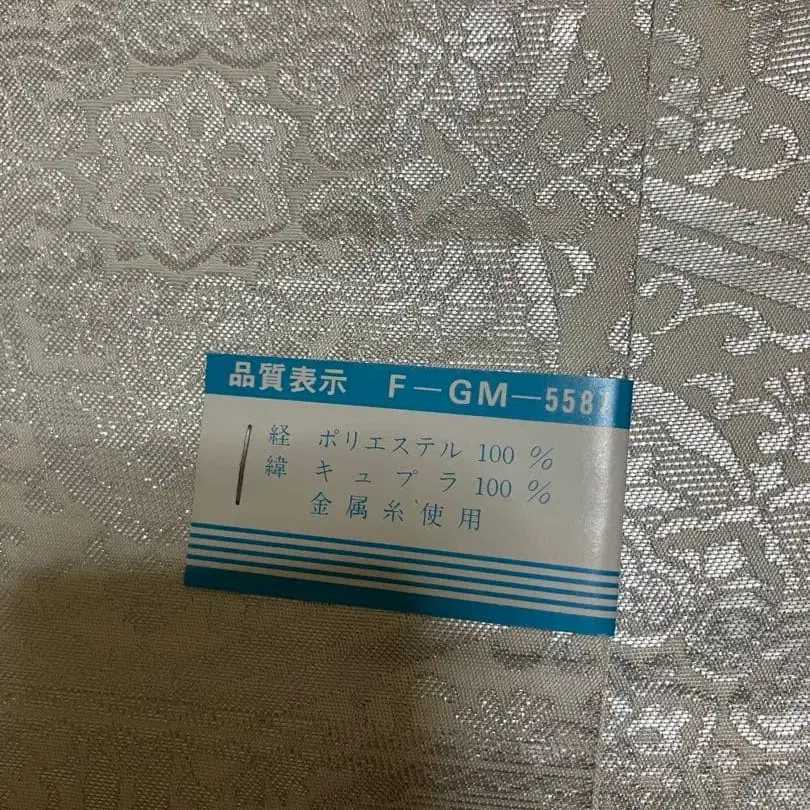 品質表示 F-GM-558
経 ポリエステル 100 %
緯 キュプラ 100 %
金属糸使用